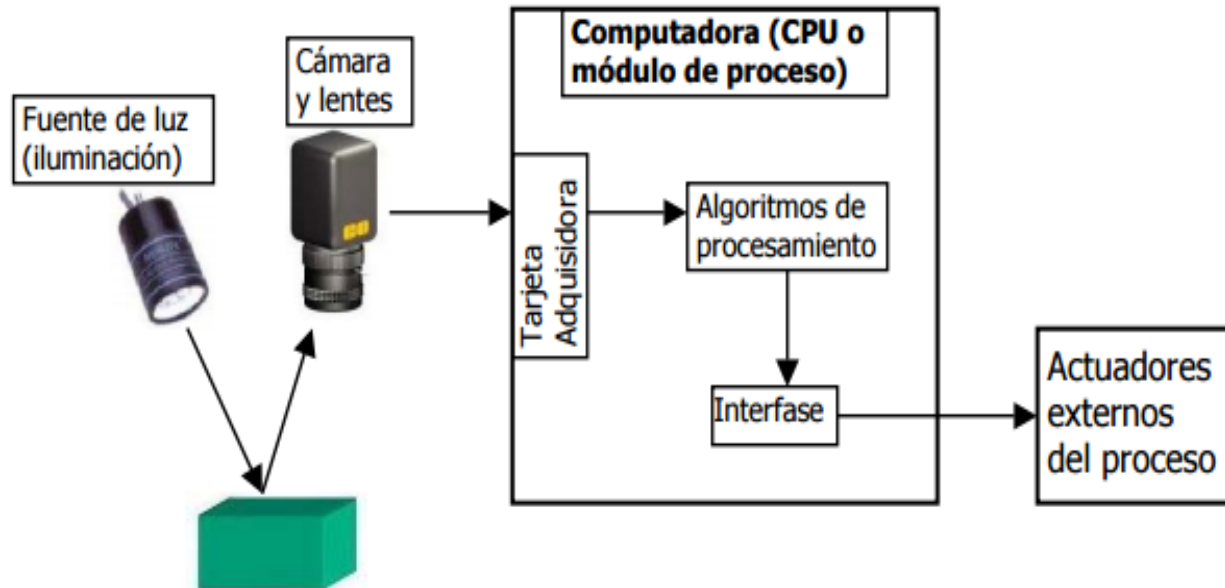 Fuente de luz
(iluminación)
Cámara
y lentes
Computadora (CPU o
módulo de proceso)
Tarjeta
Adquisidora
Algoritmos de
procesamiento
Interfase
Actuadores
externos
del proceso